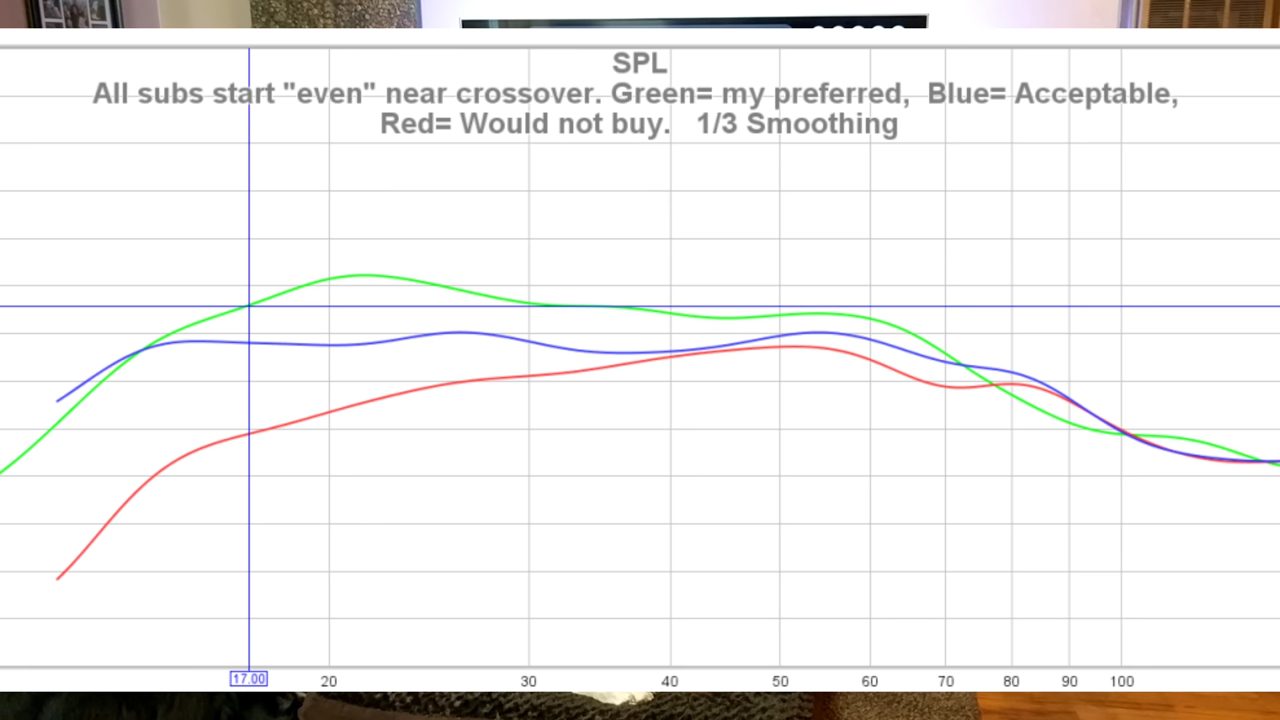 SPL
All subs start "even" near crossover. Green= my preferred,  Blue= Acceptable,
Red= Would not buy.   1/3 Smoothing
17.00 20 30 40 50 60 70 80 90 100